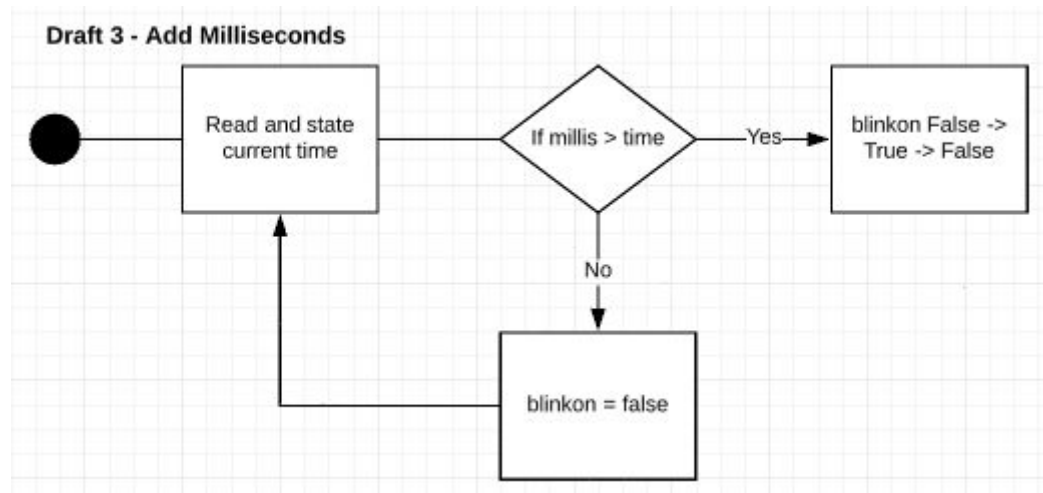 Draft 3 - Add Milliseconds
Read and state
current time
If millis > time
Yes
blinkon False ->
True -> False
No
blinkon = false